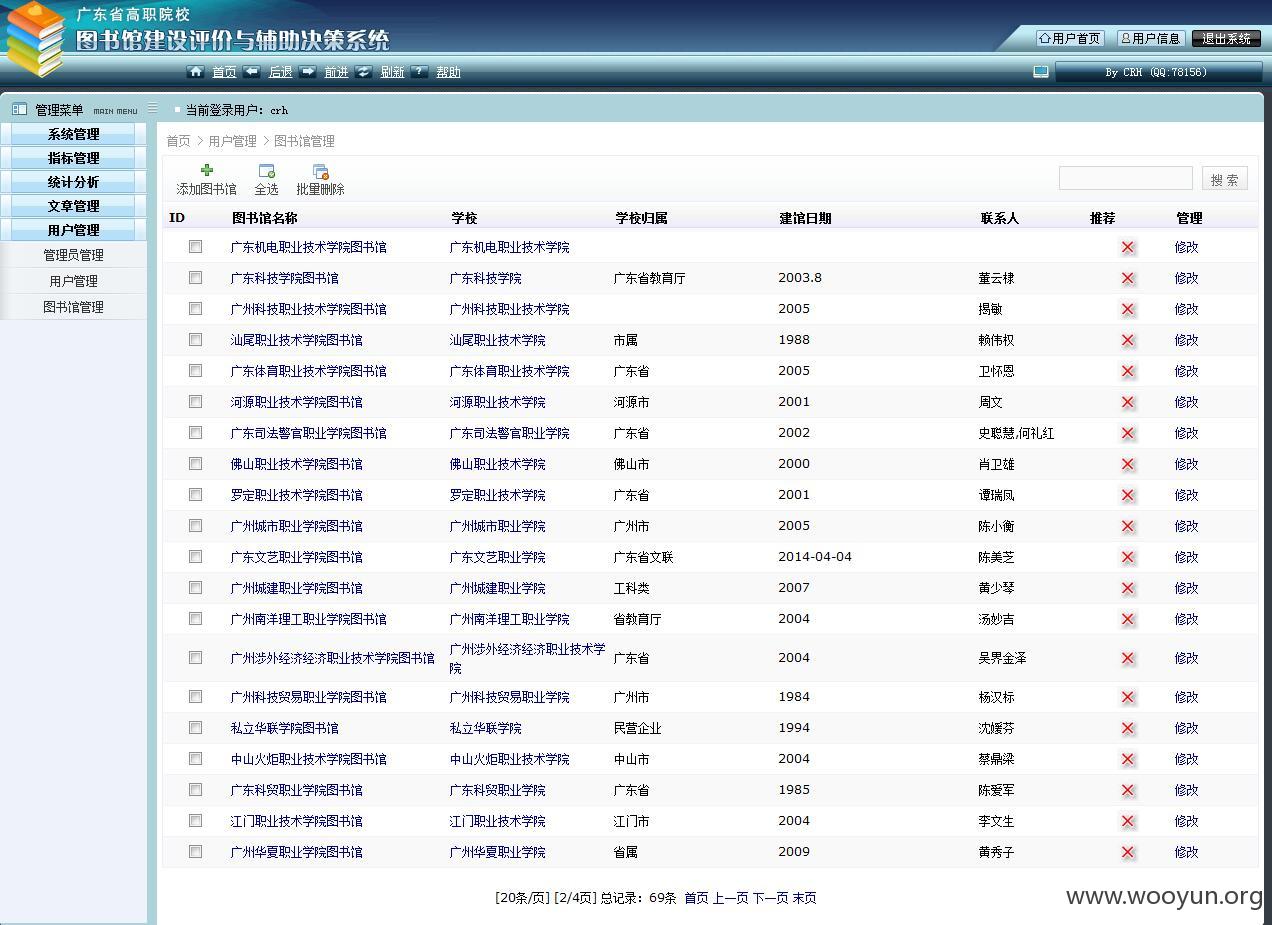 广东省高职院校
图书馆建设评价与辅助决策系统
用户首页 用户信息 退出系统
首页 后退 前进 刷新 ? 帮助
By CRH (QQ:78156)
管理菜单 MAIN MENU
当前登录用户：crh
系统管理
指标管理
统计分析
文章管理
用户管理
管理员管理
用户管理
图书馆管理
首页 > 用户管理 > 图书馆管理
添加图书馆 全选 批量删除
搜 索
ID 图书馆名称 学校 学校归属 建馆日期 联系人 推荐 管理
广东机电职业技术学院图书馆 广东机电职业技术学院 修改
广东科技学院图书馆 广东科技学院 广东省教育厅 2003.8 董云棣 修改
广州科技职业技术学院图书馆 广州科技职业技术学院 2005 揭敏 修改
汕尾职业技术学院图书馆 汕尾职业技术学院 市属 1988 赖伟权 修改
广东体育职业技术学院图书馆 广东体育职业技术学院 广东省 2005 卫怀恩 修改
河源职业技术学院图书馆 河源职业技术学院 河源市 2001 周文 修改
广东司法警官职业学院图书馆 广东司法警官职业学院 广东省 2002 史聪慧,何礼红 修改
佛山职业技术学院图书馆 佛山职业技术学院 佛山市 2000 肖卫雄 修改
罗定职业技术学院图书馆 罗定职业技术学院 广东省 2001 谭瑞凤 修改
广州城市职业学院图书馆 广州城市职业学院 广州市 2005 陈小衡 修改
广东文艺职业学院图书馆 广东文艺职业学院 广东省文联 2014-04-04 陈美芝 修改
广州城建职业学院图书馆 广州城建职业学院 工科类 2007 黄少琴 修改
广州南洋理工职业学院图书馆 广州南洋理工职业学院 省教育厅 2004 汤妙吉 修改
广州涉外经济经济职业技术学院图书馆 广州涉外经济经济职业技术学院 广东省 2004 吴界金泽 修改
广州科技贸易职业学院图书馆 广州科技贸易职业学院 广州市 1984 杨汉标 修改
私立华联学院图书馆 私立华联学院 民营企业 1994 沈媛芬 修改
中山火炬职业技术学院图书馆 中山火炬职业技术学院 中山市 2004 蔡鼎梁 修改
广东科贸职业学院图书馆 广东科贸职业学院 广东省 1985 陈爱军 修改
江门职业技术学院图书馆 江门职业技术学院 江门市 2004 李文生 修改
广州华夏职业学院图书馆 广州华夏职业学院 省属 2009 黄秀子 修改
[20条/页] [2/4页] 总记录：69条 首页 上一页 下一页 末页
www.wooyun.org